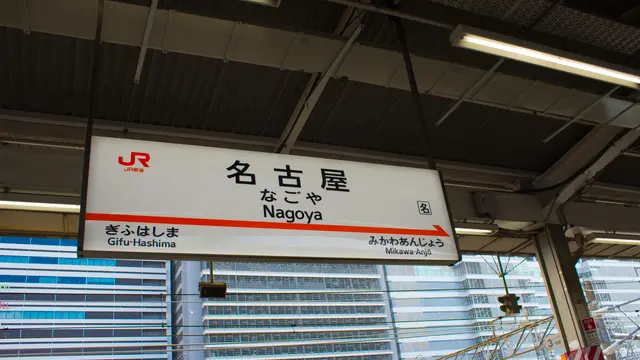 JR
JR東海
名古屋
なごや
Nagoya
名
ぎふはしま
Gifu-Hashima
みかわあんじょう
Mikawa-Anjō